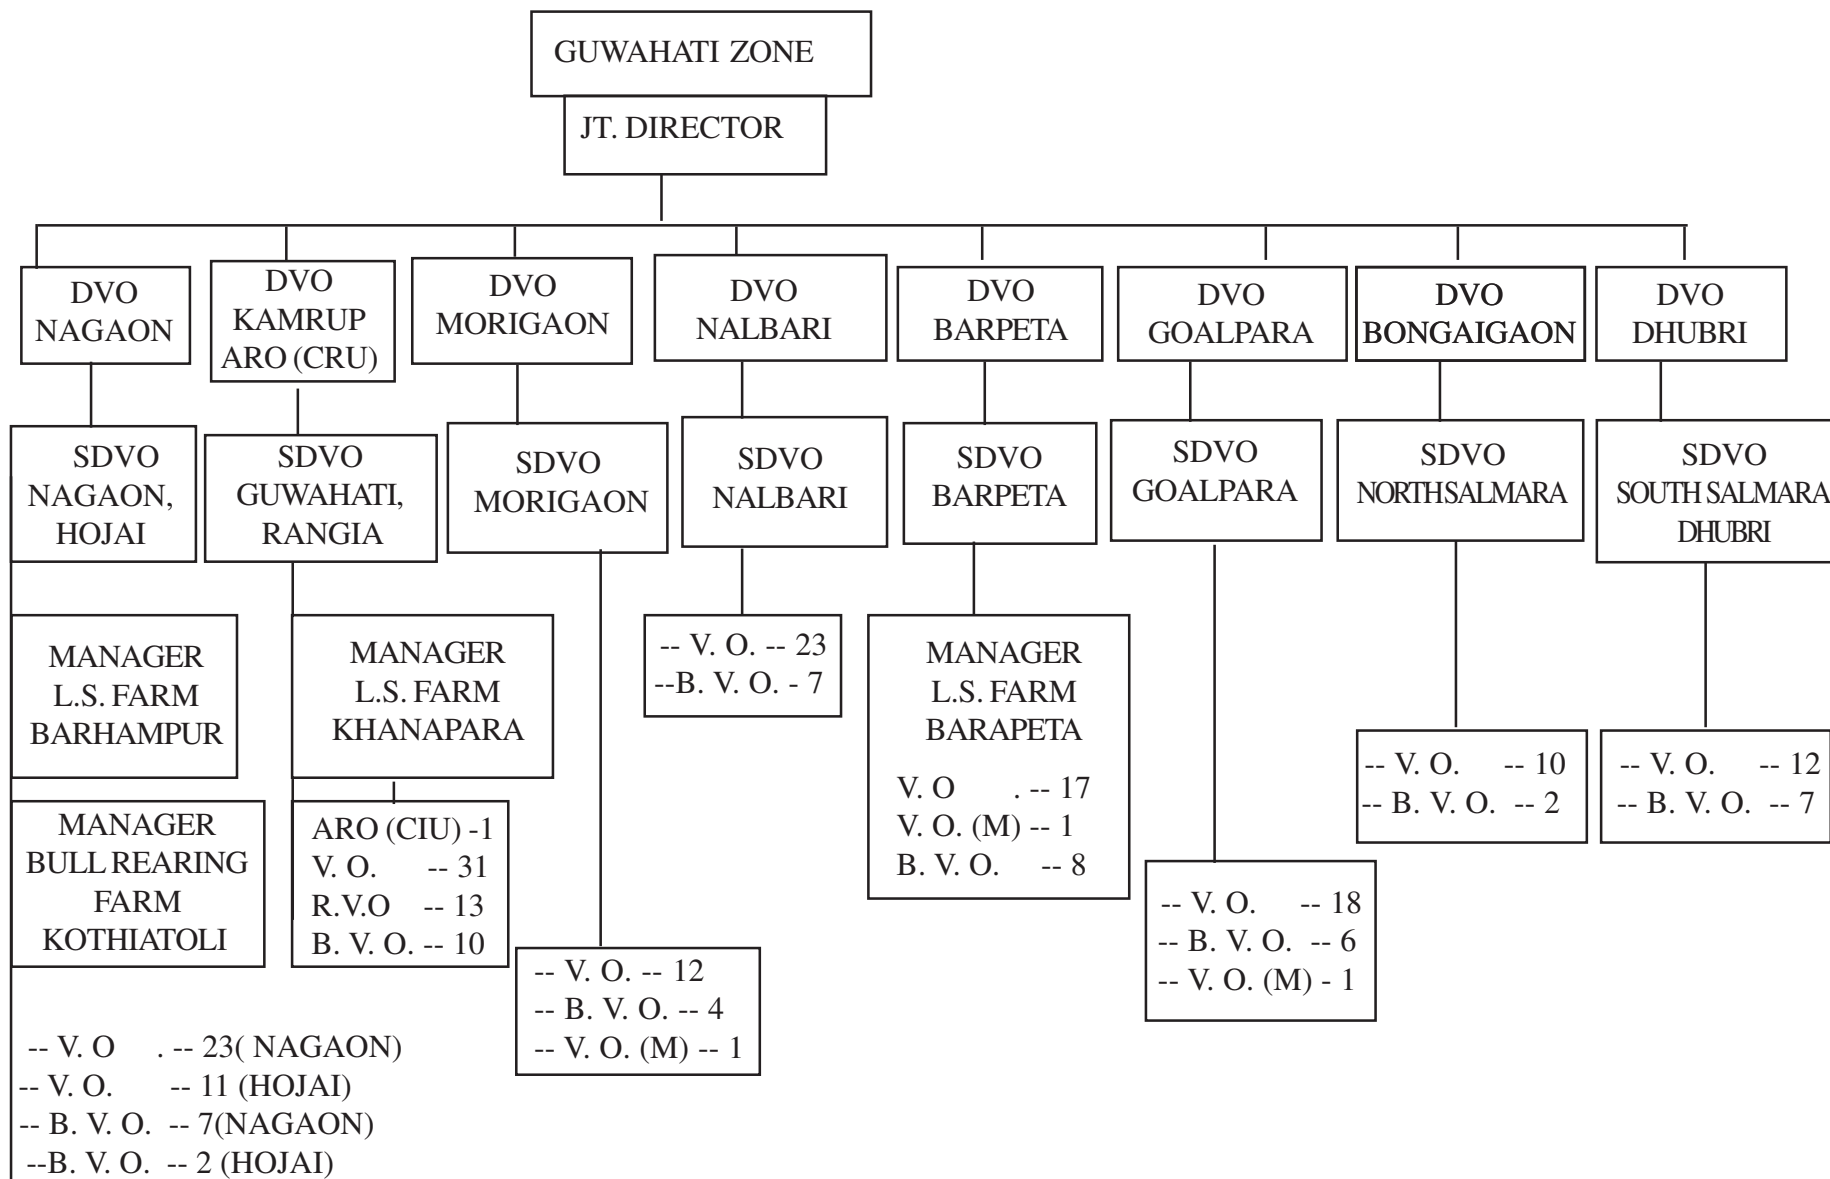 GUWAHATI ZONE
JT. DIRECTOR
DVO
NAGAON
DVO
KAMRUP
ARO (CRU)
DVO
MORIGAON
DVO
NALBARI
DVO
BARPETA
DVO
GOALPARA
DVO
BONGAIGAON
DVO
DHUBRI
SDVO
NAGAON,
HOJAI
SDVO
GUWAHATI,
RANGIA
SDVO
MORIGAON
SDVO
NALBARI
SDVO
BARPETA
SDVO
GOALPARA
SDVO
NORTH SALMARA
SDVO
SOUTH SALMARA
DHUBRI
MANAGER
L.S. FARM
BARHAMPUR
MANAGER
L.S. FARM
KHANAPARA
-- V. O. -- 23
--B. V. O. - 7
MANAGER
L.S. FARM
BARAPETA
V. O . -- 17
V. O. (M) -- 1
B. V. O. -- 8
-- V. O. -- 10
-- B. V. O. -- 2
-- V. O. -- 12
-- B. V. O. -- 7
MANAGER
BULL REARING
FARM
KOTHIATOLI
ARO (CIU) -1
V. O. -- 31
R.V.O -- 13
B. V. O. -- 10
-- V. O. -- 18
-- B. V. O. -- 6
-- V. O. (M) - 1
-- V. O. -- 12
-- B. V. O. -- 4
-- V. O. (M) -- 1
-- V. O . -- 23( NAGAON)
-- V. O. -- 11 (HOJAI)
-- B. V. O. -- 7(NAGAON)
--B. V. O. -- 2 (HOJAI)